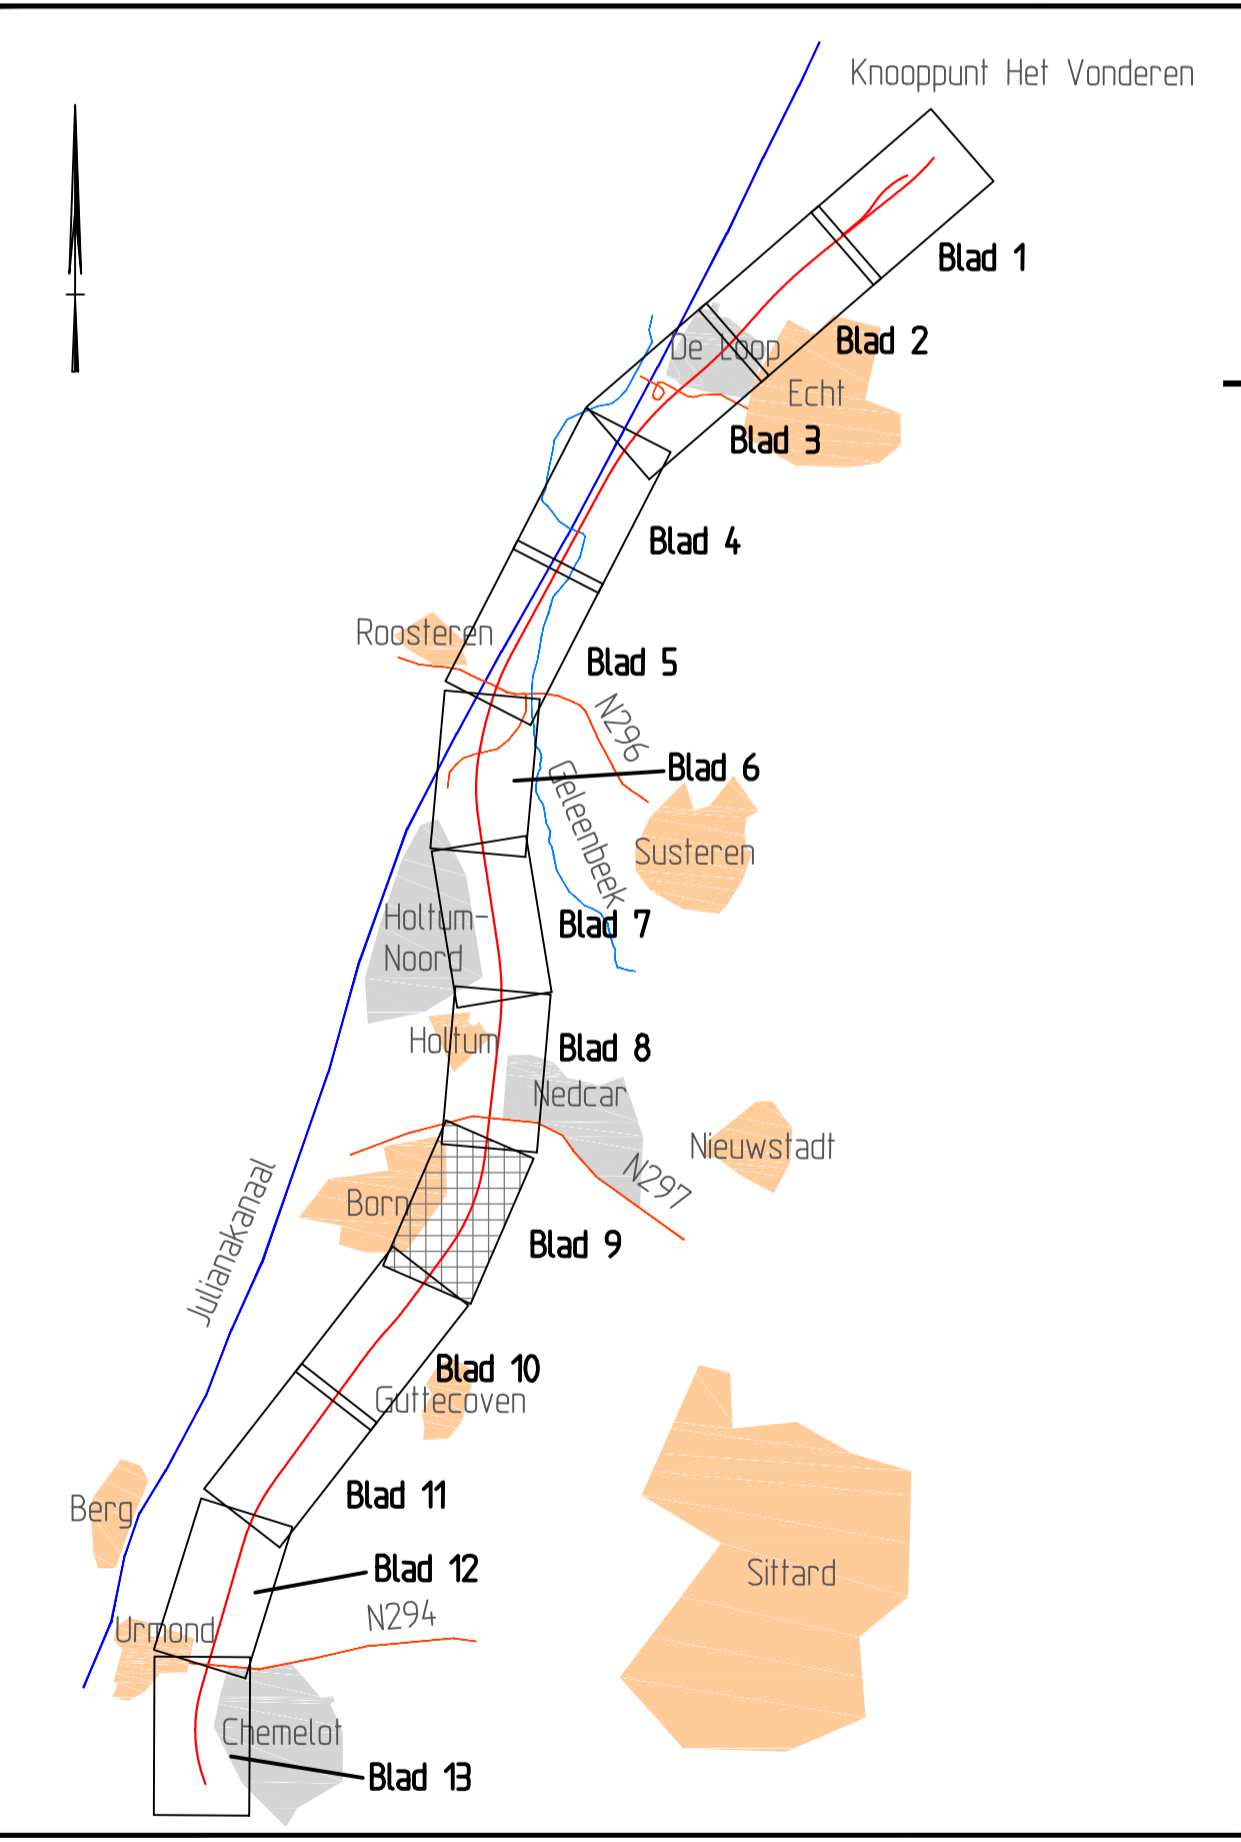 Knooppunt Het Vonderen
Blad 1
Blad 2
De Loop
Echt
Blad 3
Blad 4
Roosteren
Blad 5
N296
Blad 6
Geleenbeek
Susteren
Holtum-
Noord
Blad 7
Holtum
Blad 8
Nedcar
Nieuwstadt
N297
Born
Julianakanaal
Blad 9
Blad 10
Guttecoven
Blad 11
Berg
Blad 12
Sittard
N294
Urmond
Chemelot
Blad 13